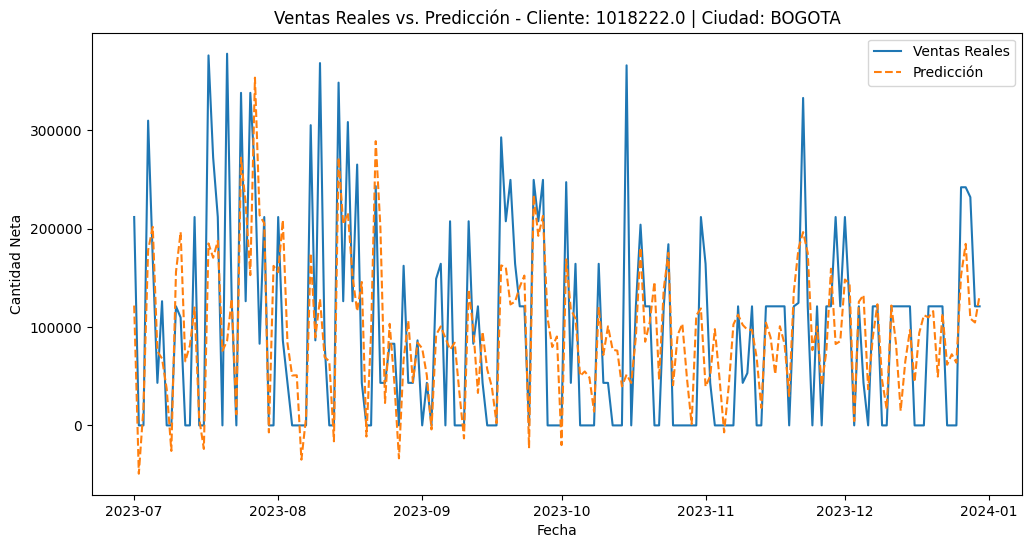 Ventas Reales vs. Predicción - Cliente: 1018222.0 | Ciudad: BOGOTA
Ventas Reales
Predicción
Cantidad Neta
300000
200000
100000
0
2023-07 2023-08 2023-09 2023-10 2023-11 2023-12 2024-01
Fecha